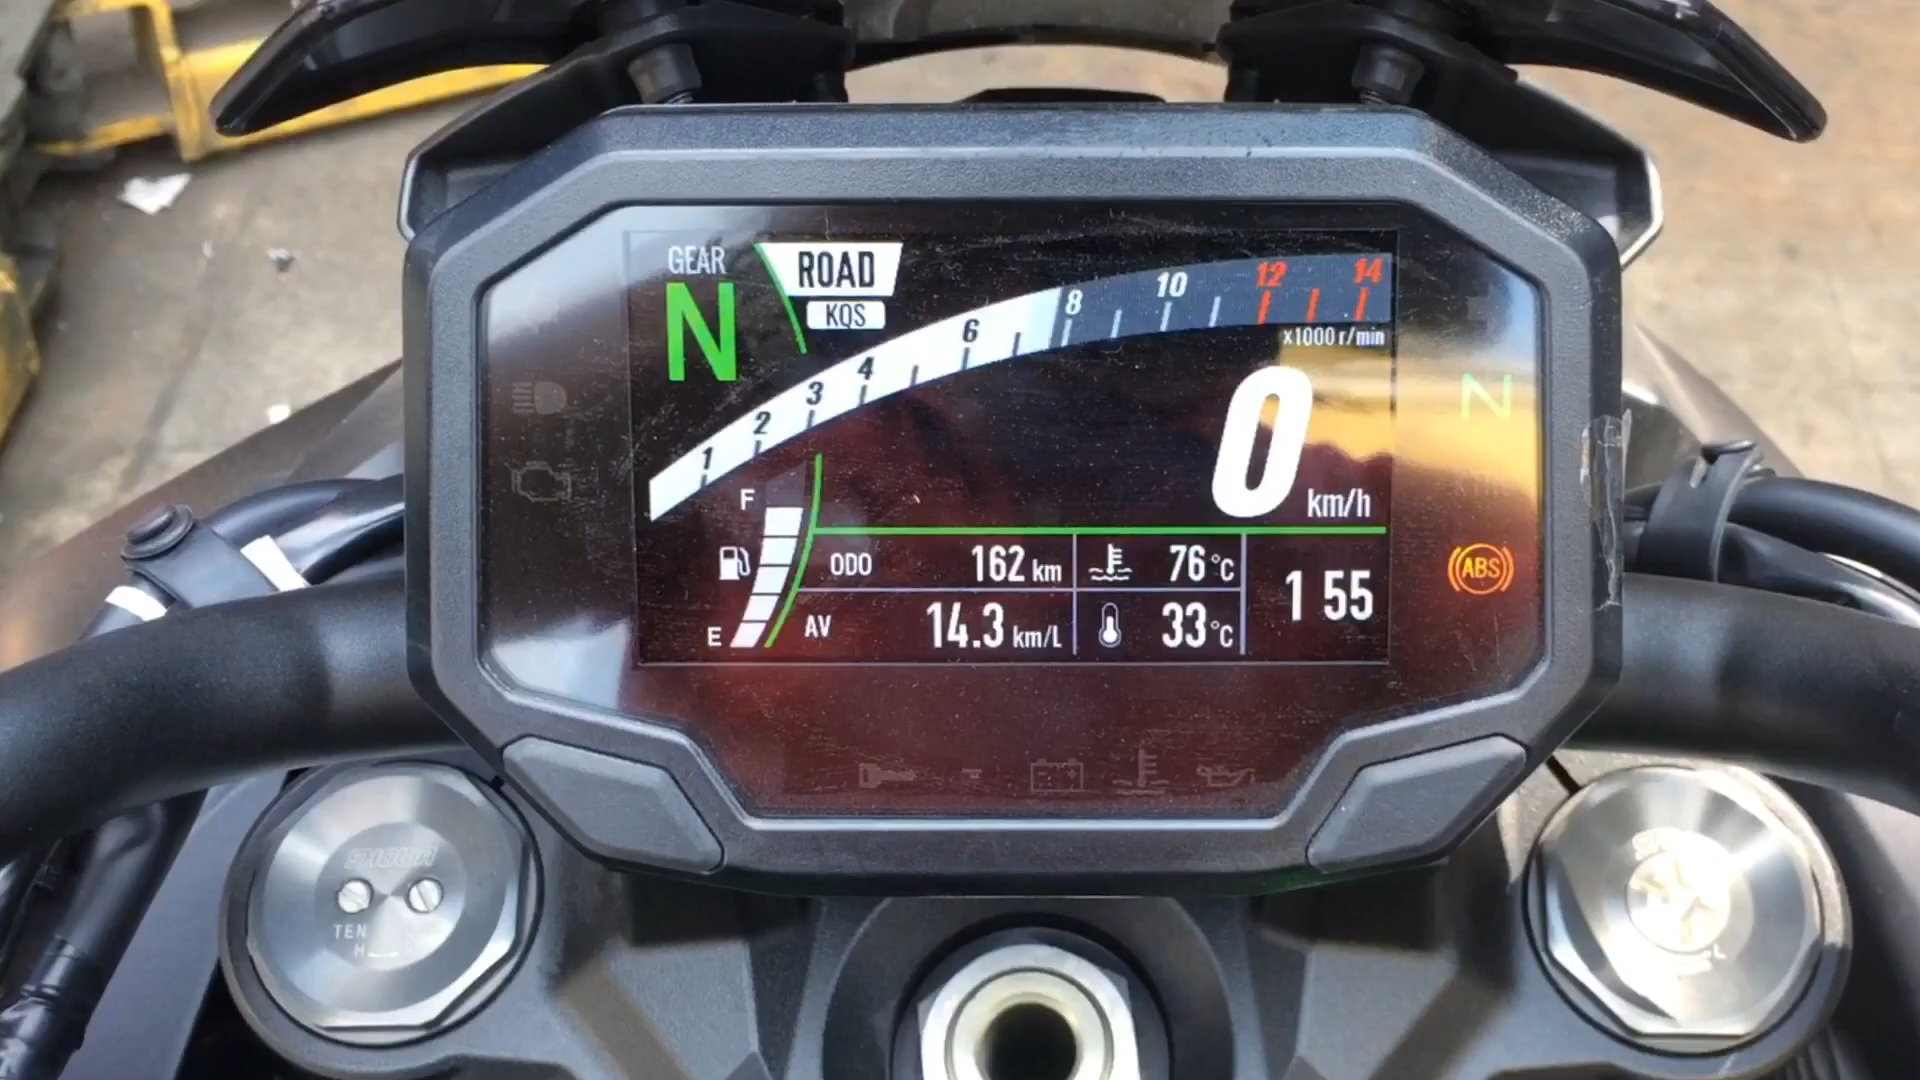 GEAR
ROAD
N
KQS
1 2 3 4 6 8 10 12 14
x1000 r/min
0 km/h
N
F
E
ODO 162 km
76 °C
1 55
AV 14.3 km/L
33 °C
ABS
SHOWA
TEN
H